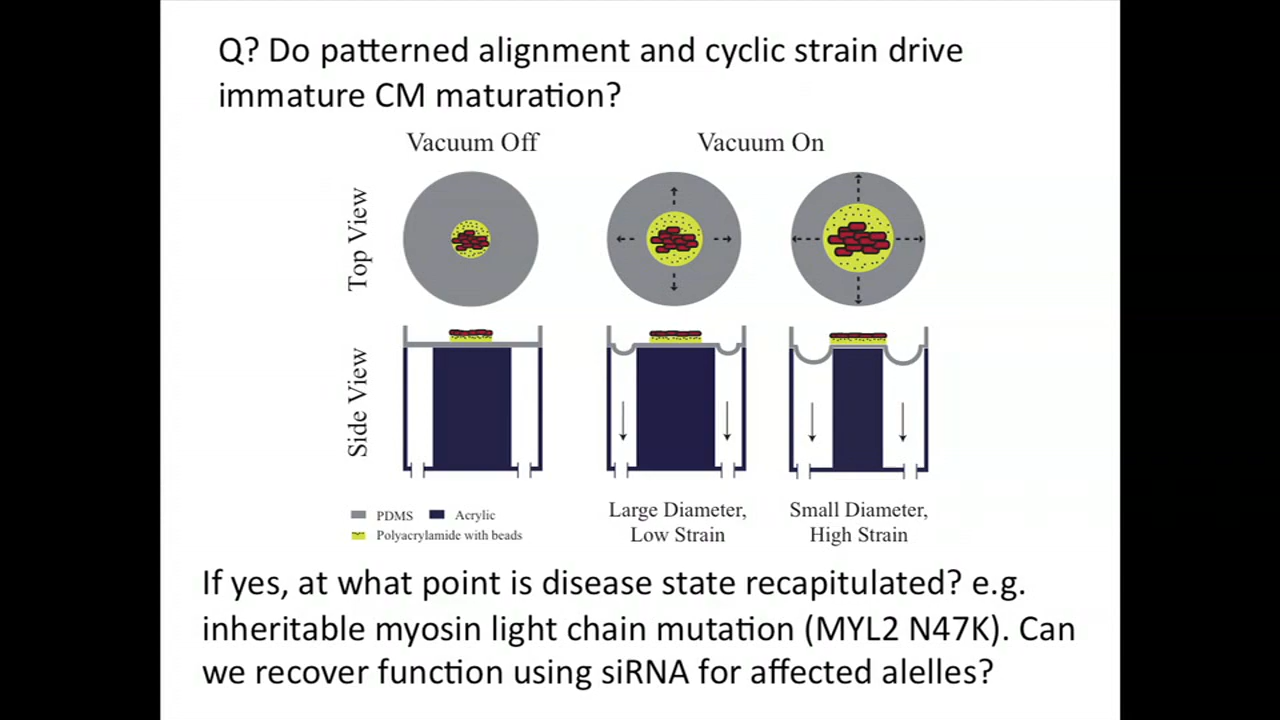 Q? Do patterned alignment and cyclic strain drive
immature CM maturation?
Vacuum Off
Vacuum On
Top View
Side View
PDMS
Acrylic
Polyacrylamide with beads
Large Diameter,
Low Strain
Small Diameter,
High Strain
If yes, at what point is disease state recapitulated? e.g.
inheritable myosin light chain mutation (MYL2 N47K). Can
we recover function using siRNA for affected alelles?